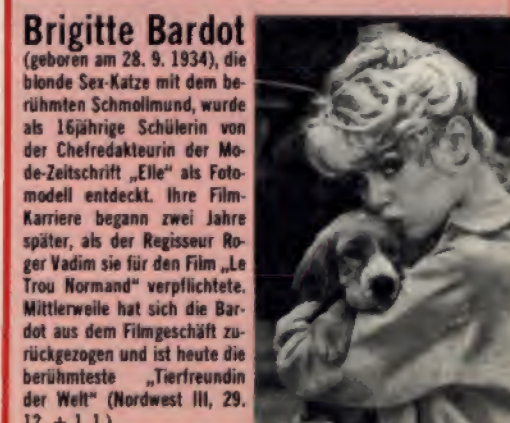 Brigitte Bardot
(geboren am 28. 9. 1934), die
blonde Sex-Katze mit dem be-
rühmten Schmollmund, wurde
als 16jährige Schülerin von
der Chefredakteurin der Mo-
de-Zeitschrift „Elle“ als Foto-
modell entdeckt. Ihre Film-
Karriere begann zwei Jahre
später, als der Regisseur Ro-
ger Vadim sie für den Film „Le
Trou Normand“ verpflichtete.
Mittlerweile hat sich die Bar-
dot aus dem Filmgeschäft zu-
rückgezogen und ist heute die
berühmteste „Tierfreundin
der Welt“ (Nordwest III, 29.
12. + 1.1.)